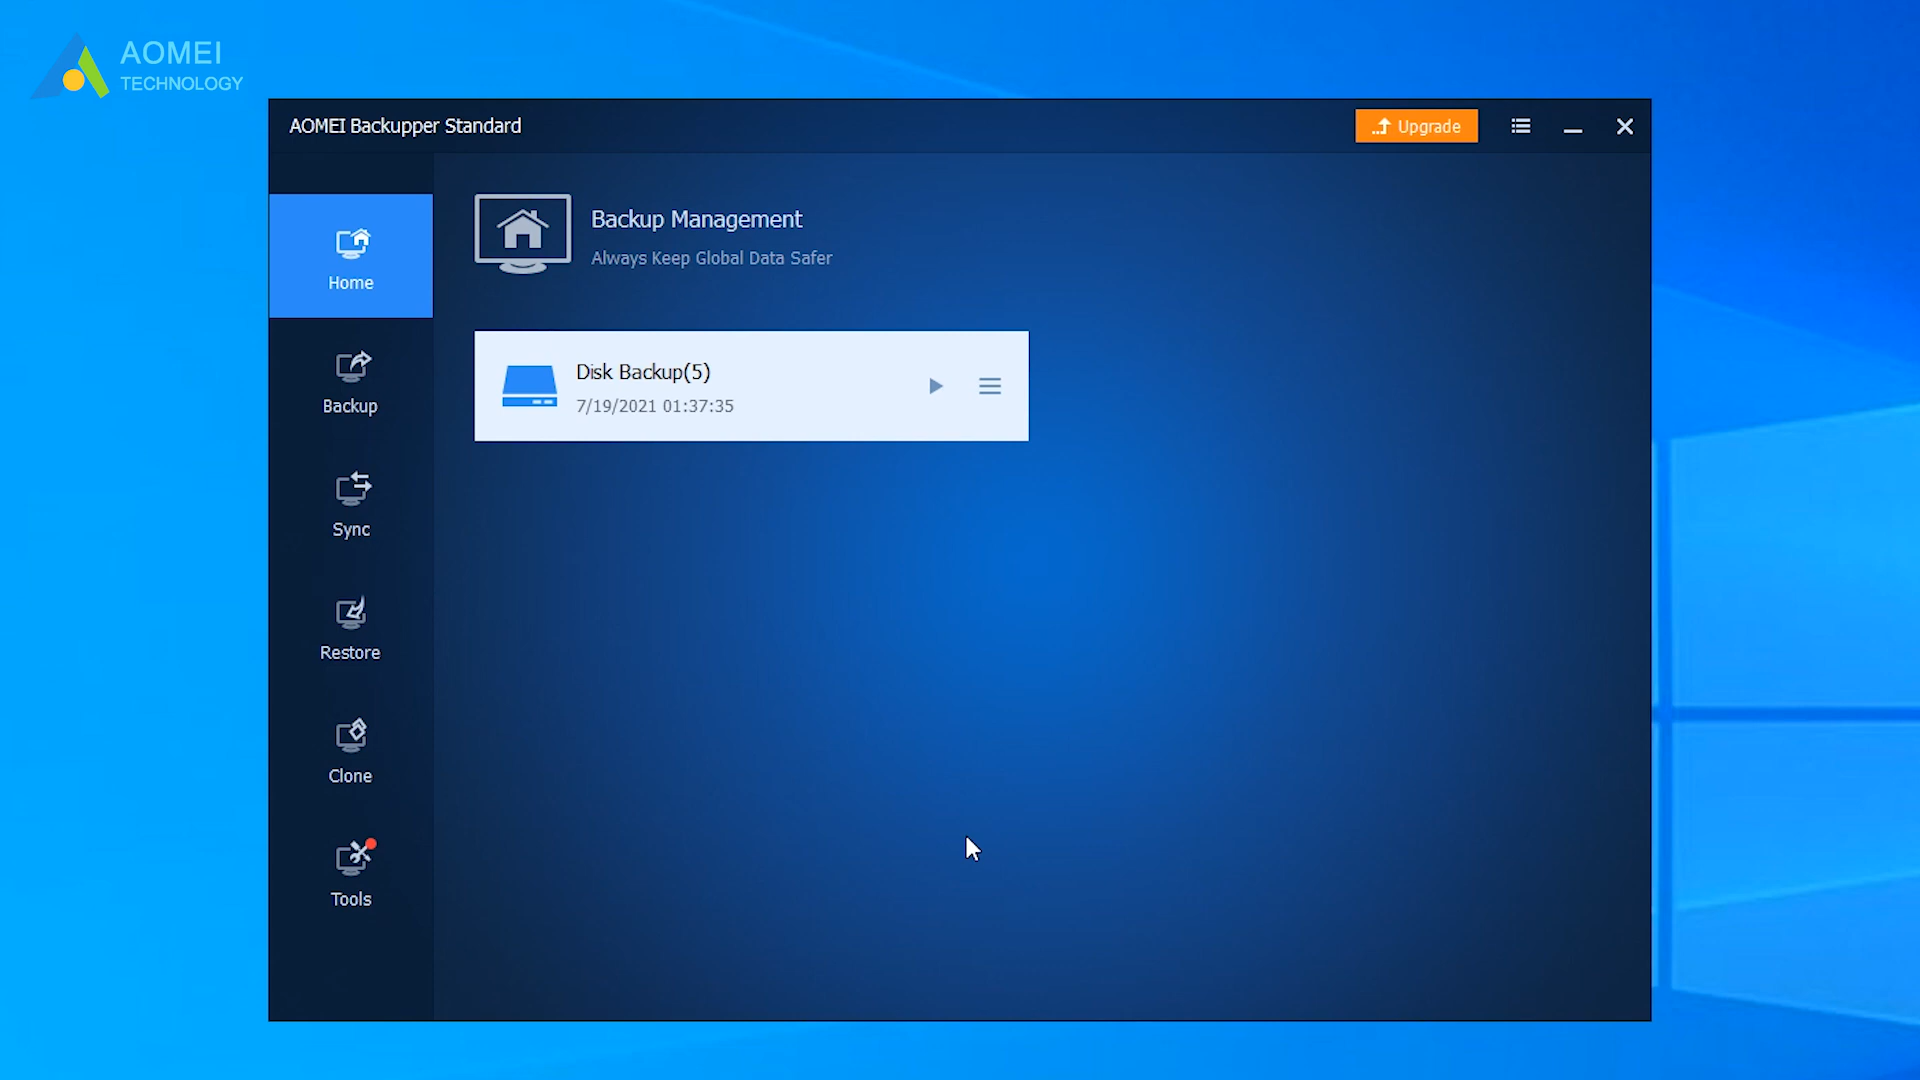 AOMEI
TECHNOLOGY
AOMEI Backupper Standard
Upgrade
Home
Backup Management
Always Keep Global Data Safer
Disk Backup(5)
7/19/2021 01:37:35
Backup
Sync
Restore
Clone
Tools